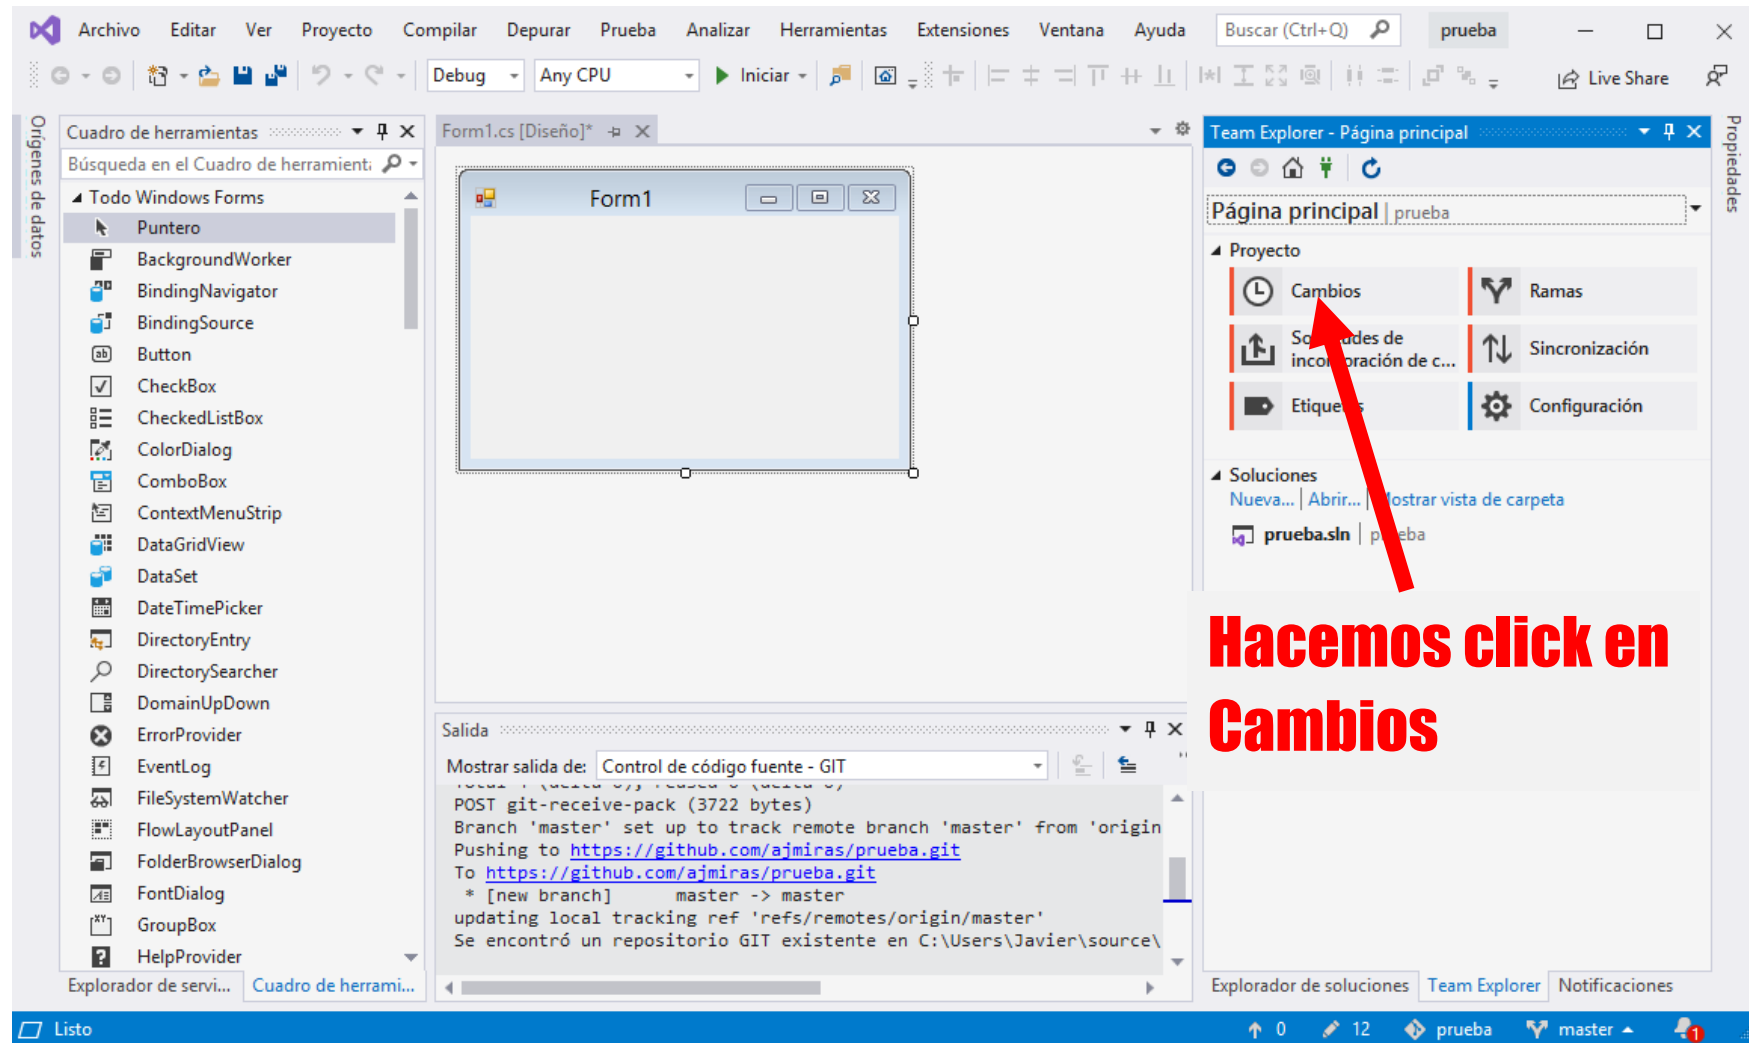 Archivo Editar Ver Proyecto Compilar Depurar Prueba Analizar Herramientas Extensiones Ventana Ayuda Buscar (Ctrl+Q) prueba
Debug Any CPU Iniciar Live Share
Orígenes de datos
Cuadro de herramientas
Búsqueda en el Cuadro de herramient
Todo Windows Forms
Puntero
BackgroundWorker
BindingNavigator
BindingSource
Button
CheckBox
CheckedListBox
ColorDialog
ComboBox
ContextMenuStrip
DataGridView
DataSet
DateTimePicker
DirectoryEntry
DirectorySearcher
DomainUpDown
ErrorProvider
EventLog
FileSystemWatcher
FlowLayoutPanel
FolderBrowserDialog
FontDialog
GroupBox
HelpProvider
Explorador de servi... Cuadro de herrami...
Form1.cs [Diseño]*
Form1
Salida
Mostrar salida de: Control de código fuente - GIT
POST git-receive-pack (3722 bytes)
Branch 'master' set up to track remote branch 'master' from 'origin
Pushing to https://github.com/ajmiras/prueba.git
To https://github.com/ajmiras/prueba.git
* [new branch] master -> master
updating local tracking ref 'refs/remotes/origin/master'
Se encontró un repositorio GIT existente en C:\Users\Javier\source\
Team Explorer - Página principal
Página principal | prueba
Proyecto
Cambios
Ramas
de
de c...
Sincronización
Configuración
Soluciones
Nueva... | Abrir... | vista de carpeta
prueba.sln |
Hacemos click en
Cambios
Explorador de soluciones Team Explorer Notificaciones
Propiedades
Listo 0 12 prueba master 1